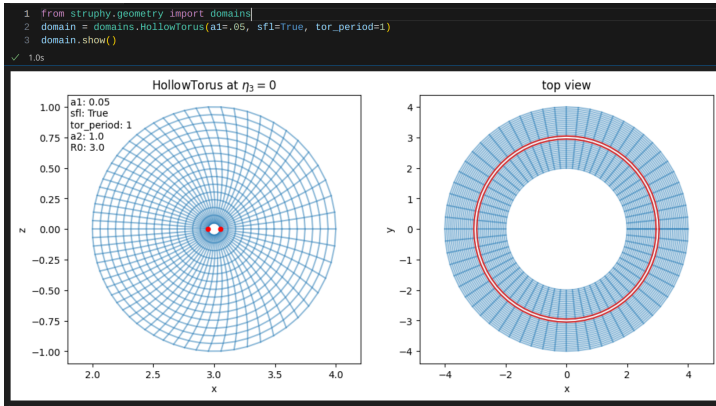 1 from struphy.geometry import domains
2 domain = domains.HollowTorus(a1=.05, sfl=True, tor_period=1)
3 domain.show()
✓ 1.0s
HollowTorus at η₃ = 0
a1: 0.05
sfl: True
tor_period: 1
a2: 1.0
R0: 3.0
1.00
0.75
0.50
0.25
0.00
−0.25
−0.50
−0.75
−1.00
z
2.0 2.5 3.0 3.5 4.0
x
top view
4
3
2
1
0
−1
−2
−3
−4
y
−4 −2 0 2 4
x